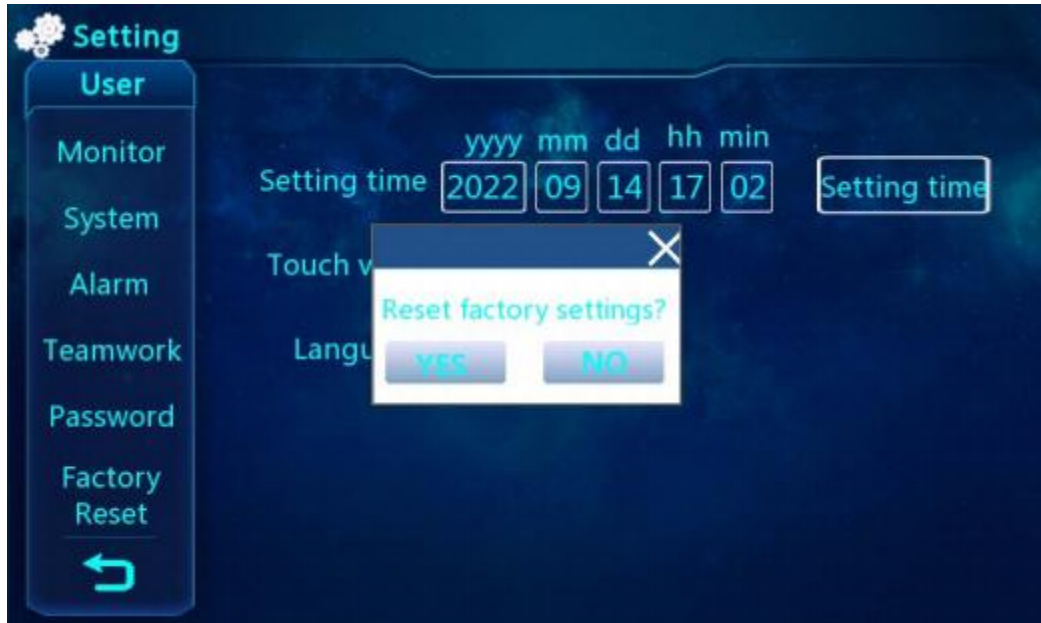 Setting
User
Monitor
System
Alarm
Teamwork
Password
Factory
Reset
yyyy mm dd hh min
Setting time 2022 09 14 17 02 Setting time
Touch
Reset factory settings?
YES NO